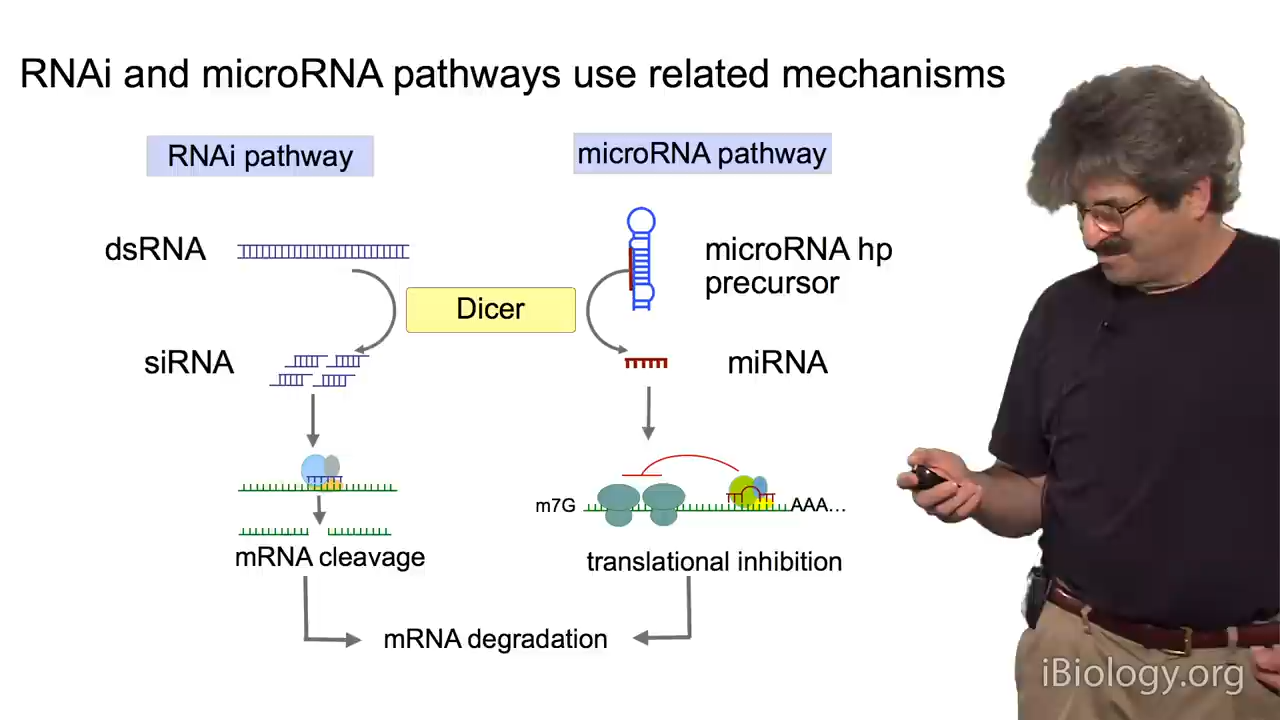 RNAi and microRNA pathways use related mechanisms
RNAi pathway
microRNA pathway
dsRNA
microRNA hp
precursor
Dicer
siRNA
miRNA
m7G
AAA...
mRNA cleavage
translational inhibition
mRNA degradation
iBiology.org